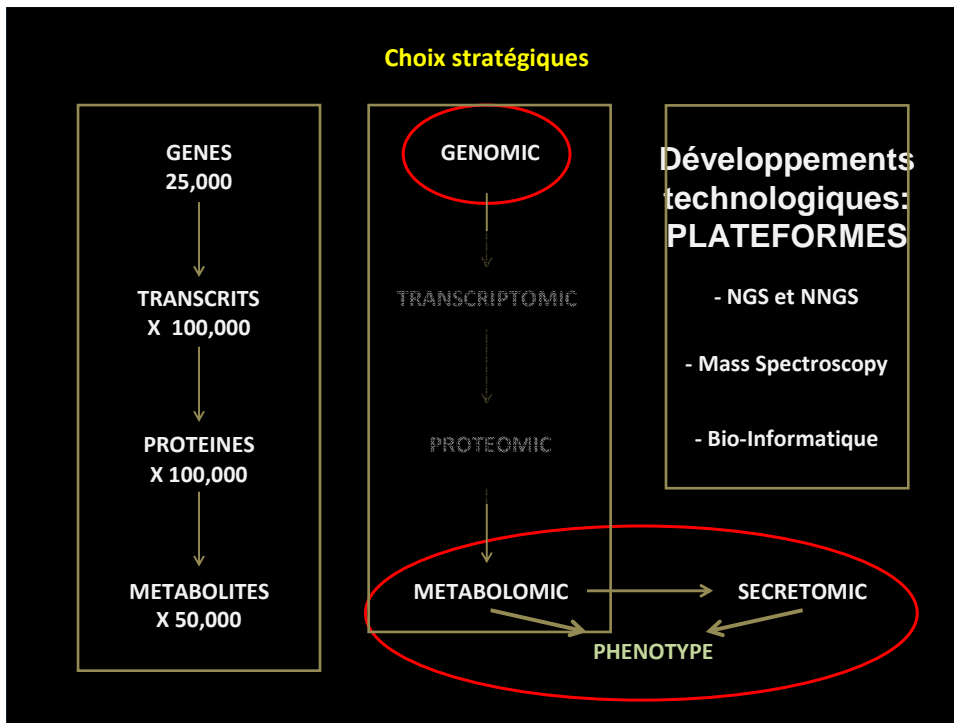 Choix stratégiques
GENES
25,000
TRANSCRITS
X  100,000
PROTEINES
X 100,000
METABOLITES
X 50,000
GENOMIC
TRANSCRIPTOMIC
PROTEOMIC
METABOLOMIC
SECRETOMIC
PHENOTYPE
Développements
technologiques:
PLATEFORMES
- NGS et NNGS
- Mass Spectroscopy
- Bio-Informatique